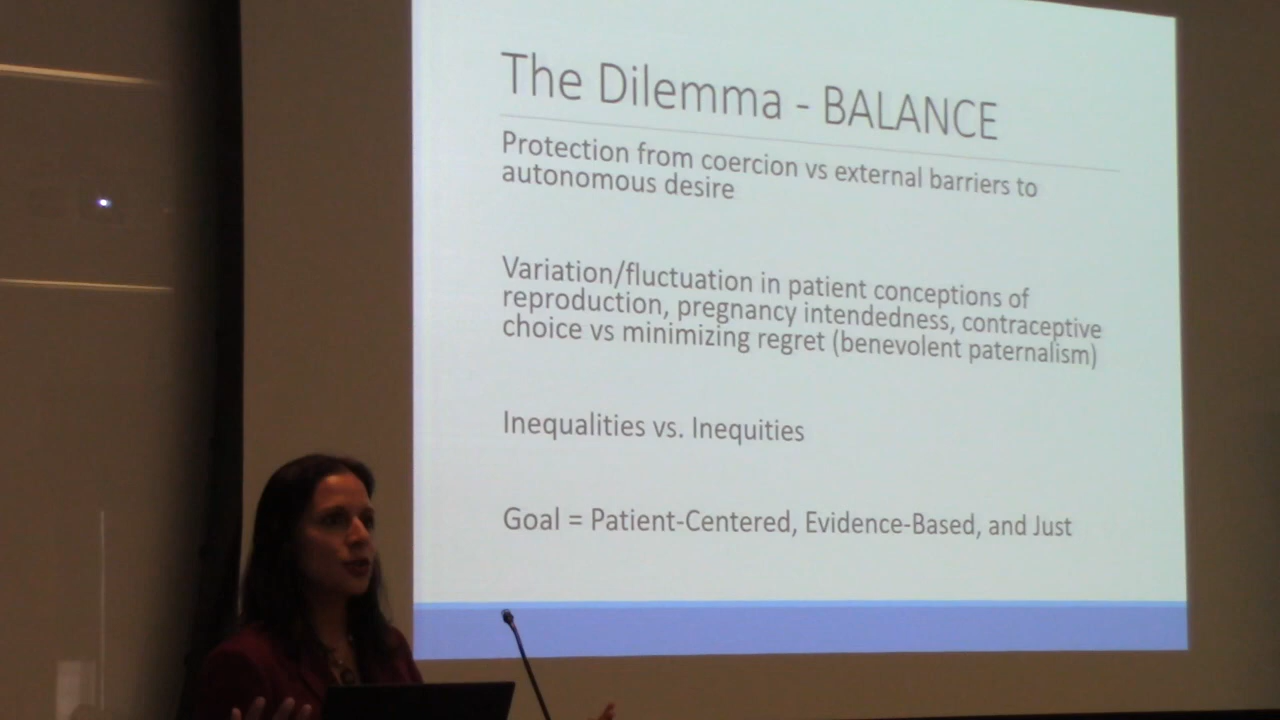 The Dilemma - BALANCE
Protection from coercion vs external barriers to
autonomous desire
Variation/fluctuation in patient conceptions of
reproduction, pregnancy intendedness, contraceptive
choice vs minimizing regret (benevolent paternalism)
Inequalities vs. Inequities
Goal = Patient-Centered, Evidence-Based, and Just